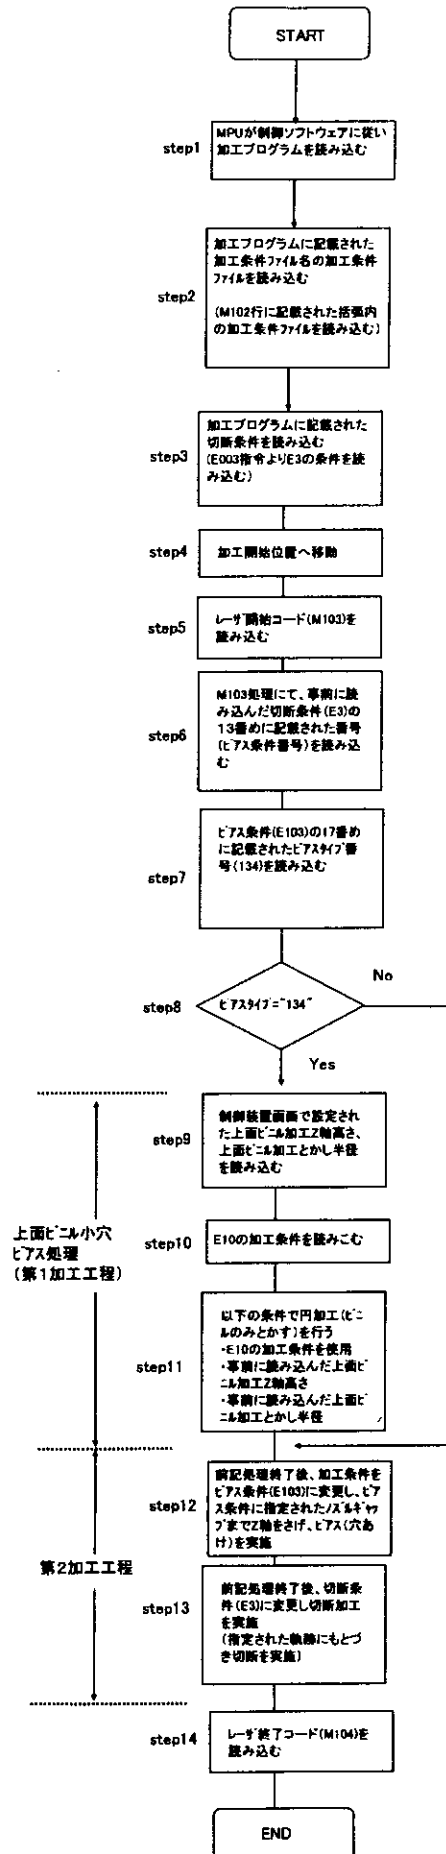 START
step1
MPUが制御ソフトウェアに従い
加工プログラムを読み込む
step2
加工プログラムに記載された
加工条件ファイル名の加工条件
ファイルを読み込む
(M102行に記載された括弧内
の加工条件ファイルを読み込む)
step3
加工プログラムに記載された
切断条件を読み込む
(E003指令よりE3の条件を読
み込む)
step4
加工開始位置へ移動
step5
レーザ開始コード(M103)を
読み込む
step6
M103処理にて、事前に読
み込んだ切断条件(E3)の
13番めに記載された番号
(ピアス条件番号)を読み込
む
step7
ピアス条件(E103)の17番め
に記載されたピアスタイプ番
号(134)を読み込む
step8
ピアスタイプ="134"
No
Yes
上面ビニル小穴
ピアス処理
(第1加工工程)
step9
制御装置画面で設定され
た上面ビニル加工Z軸高さ、
上面ビニル加工とかし半径
を読み込む
step10
E10の加工条件を読みこむ
step11
以下の条件で円加工(ビニ
ルのみとかす)を行う
・E10の加工条件を使用
・事前に読み込んだ上面ビ
ニル加工Z軸高さ
・事前に読み込んだ上面ビ
ニル加工とかし半径
第2加工工程
step12
前記処理終了後、加工条件を
ピアス条件(E103)に変更し、ピア
ス条件に指定されたノズルギャッ
プまでZ軸をさげ、ピアス(穴あ
け)を実施
step13
前記処理終了後、切断条
件(E3)に変更し切断加工
を実施
(指定された軌跡にもとづ
き切断を実施)
step14
レーザ終了コード(M104)を
読み込む
END